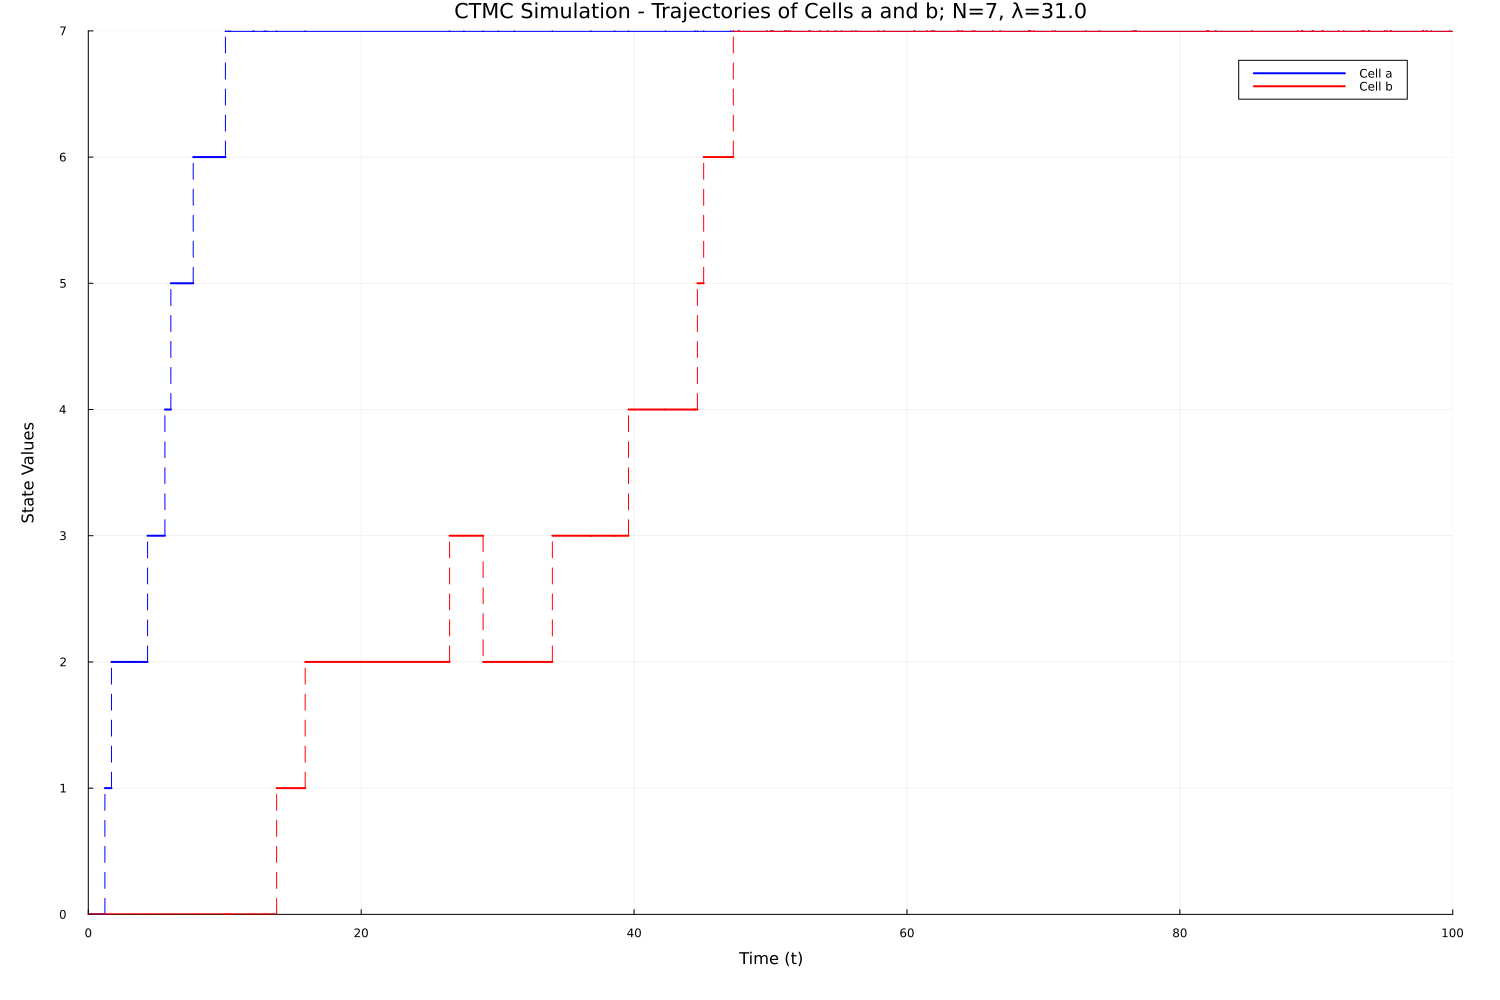 CTMC Simulation - Trajectories of Cells a and b; N=7, λ=31.0
7
6
5
4
3
2
1
0
State Values
Cell a
Cell b
0 20 40 60 80 100
Time (t)